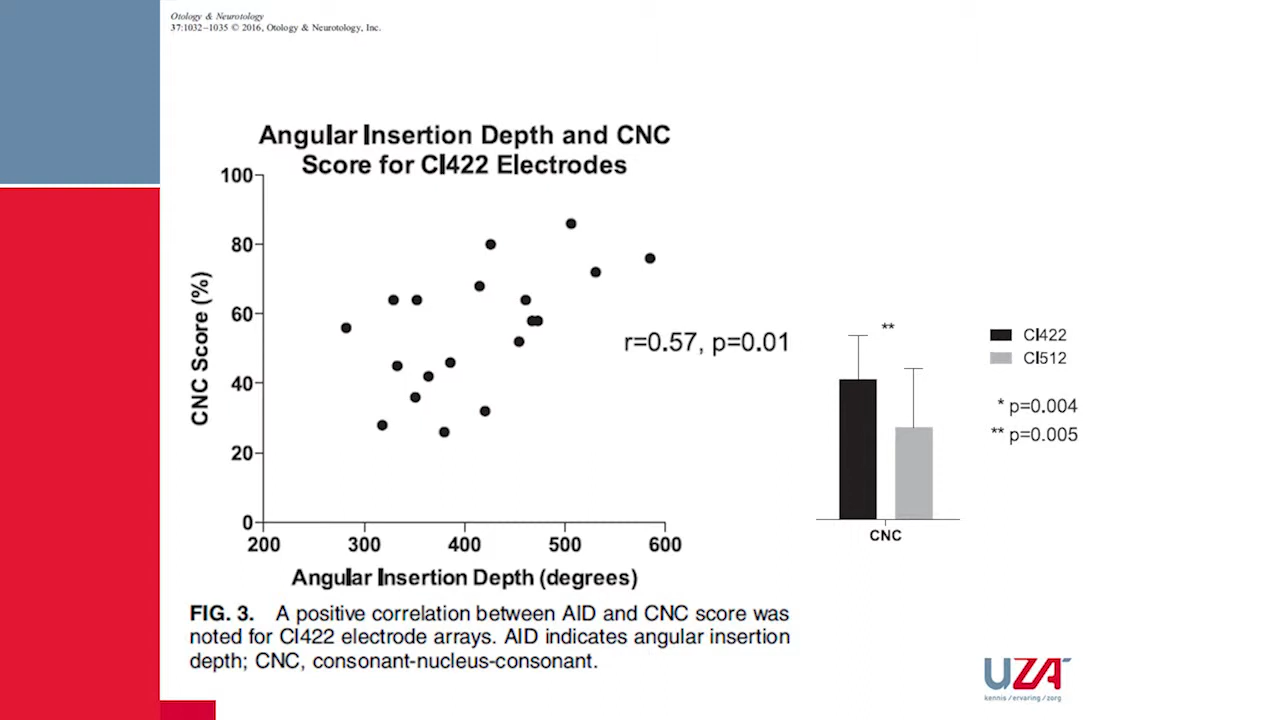 Otology & Neurotology
37:1032–1035 © 2016, Otology & Neurotology, Inc.
Angular Insertion Depth and CNC
Score for CI422 Electrodes
100
80
60
40
20
0
CNC Score (%)
200 300 400 500 600
Angular Insertion Depth (degrees)
r=0.57, p=0.01
FIG. 3. A positive correlation between AID and CNC score was
noted for CI422 electrode arrays. AID indicates angular insertion
depth; CNC, consonant-nucleus-consonant.
**
CNC
CI422
CI512
* p=0.004
** p=0.005
UZA
kennis / ervaring / zorg